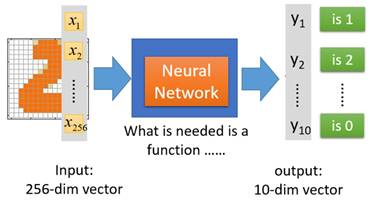 x1
x2
……
x256
Neural
Network
What is needed is a
function ……
y1
is 1
y2
is 2
……
……
y10
is 0
Input:
256-dim vector
output:
10-dim vector